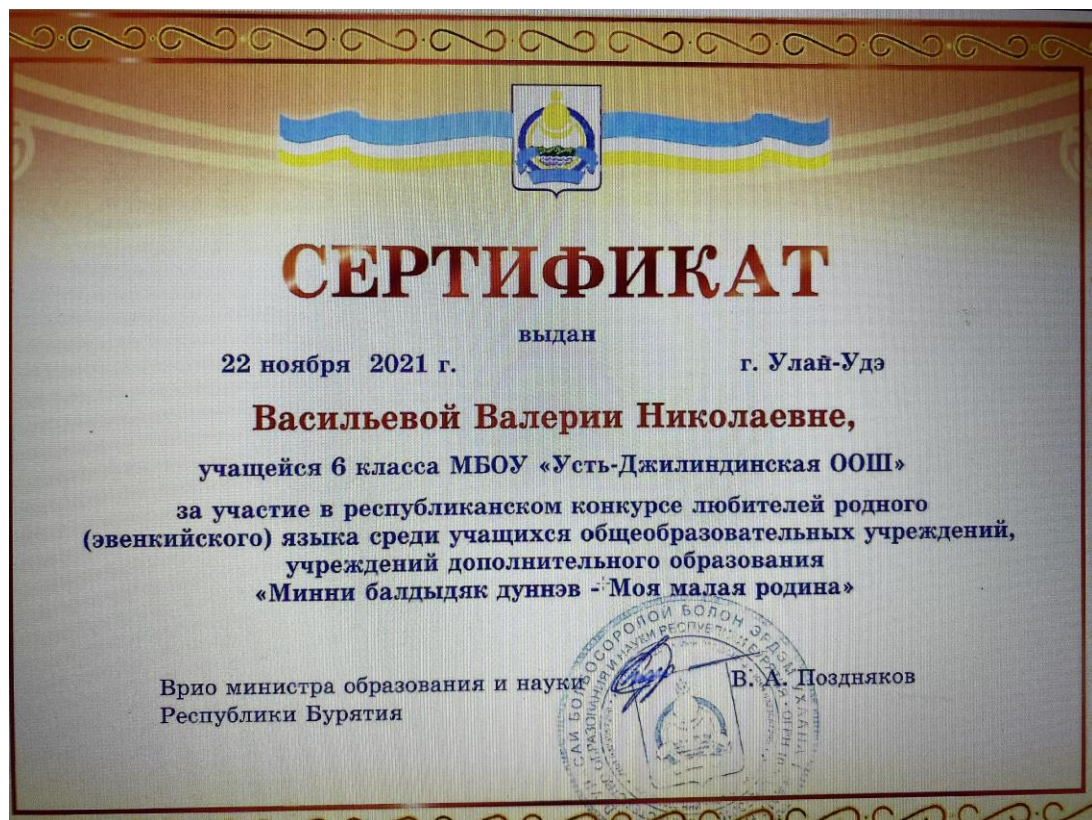 СЕРТИФИКАТ
выдан
22 ноября 2021 г. г. Улан-Удэ
Васильевой Валерии Николаевне,
учащейся 6 класса МБОУ «Усть-Джилиндинская ООШ»
за участие в республиканском конкурсе любителей родного
(эвенкийского) языка среди учащихся общеобразовательных учреждений,
учреждений дополнительного образования
«Минни балдыдяк дуннэв - Моя малая родина»
Врио министра образования и науки В. А. Поздняков
Республики Бурятия
БОЛОН ЭРДЭМ